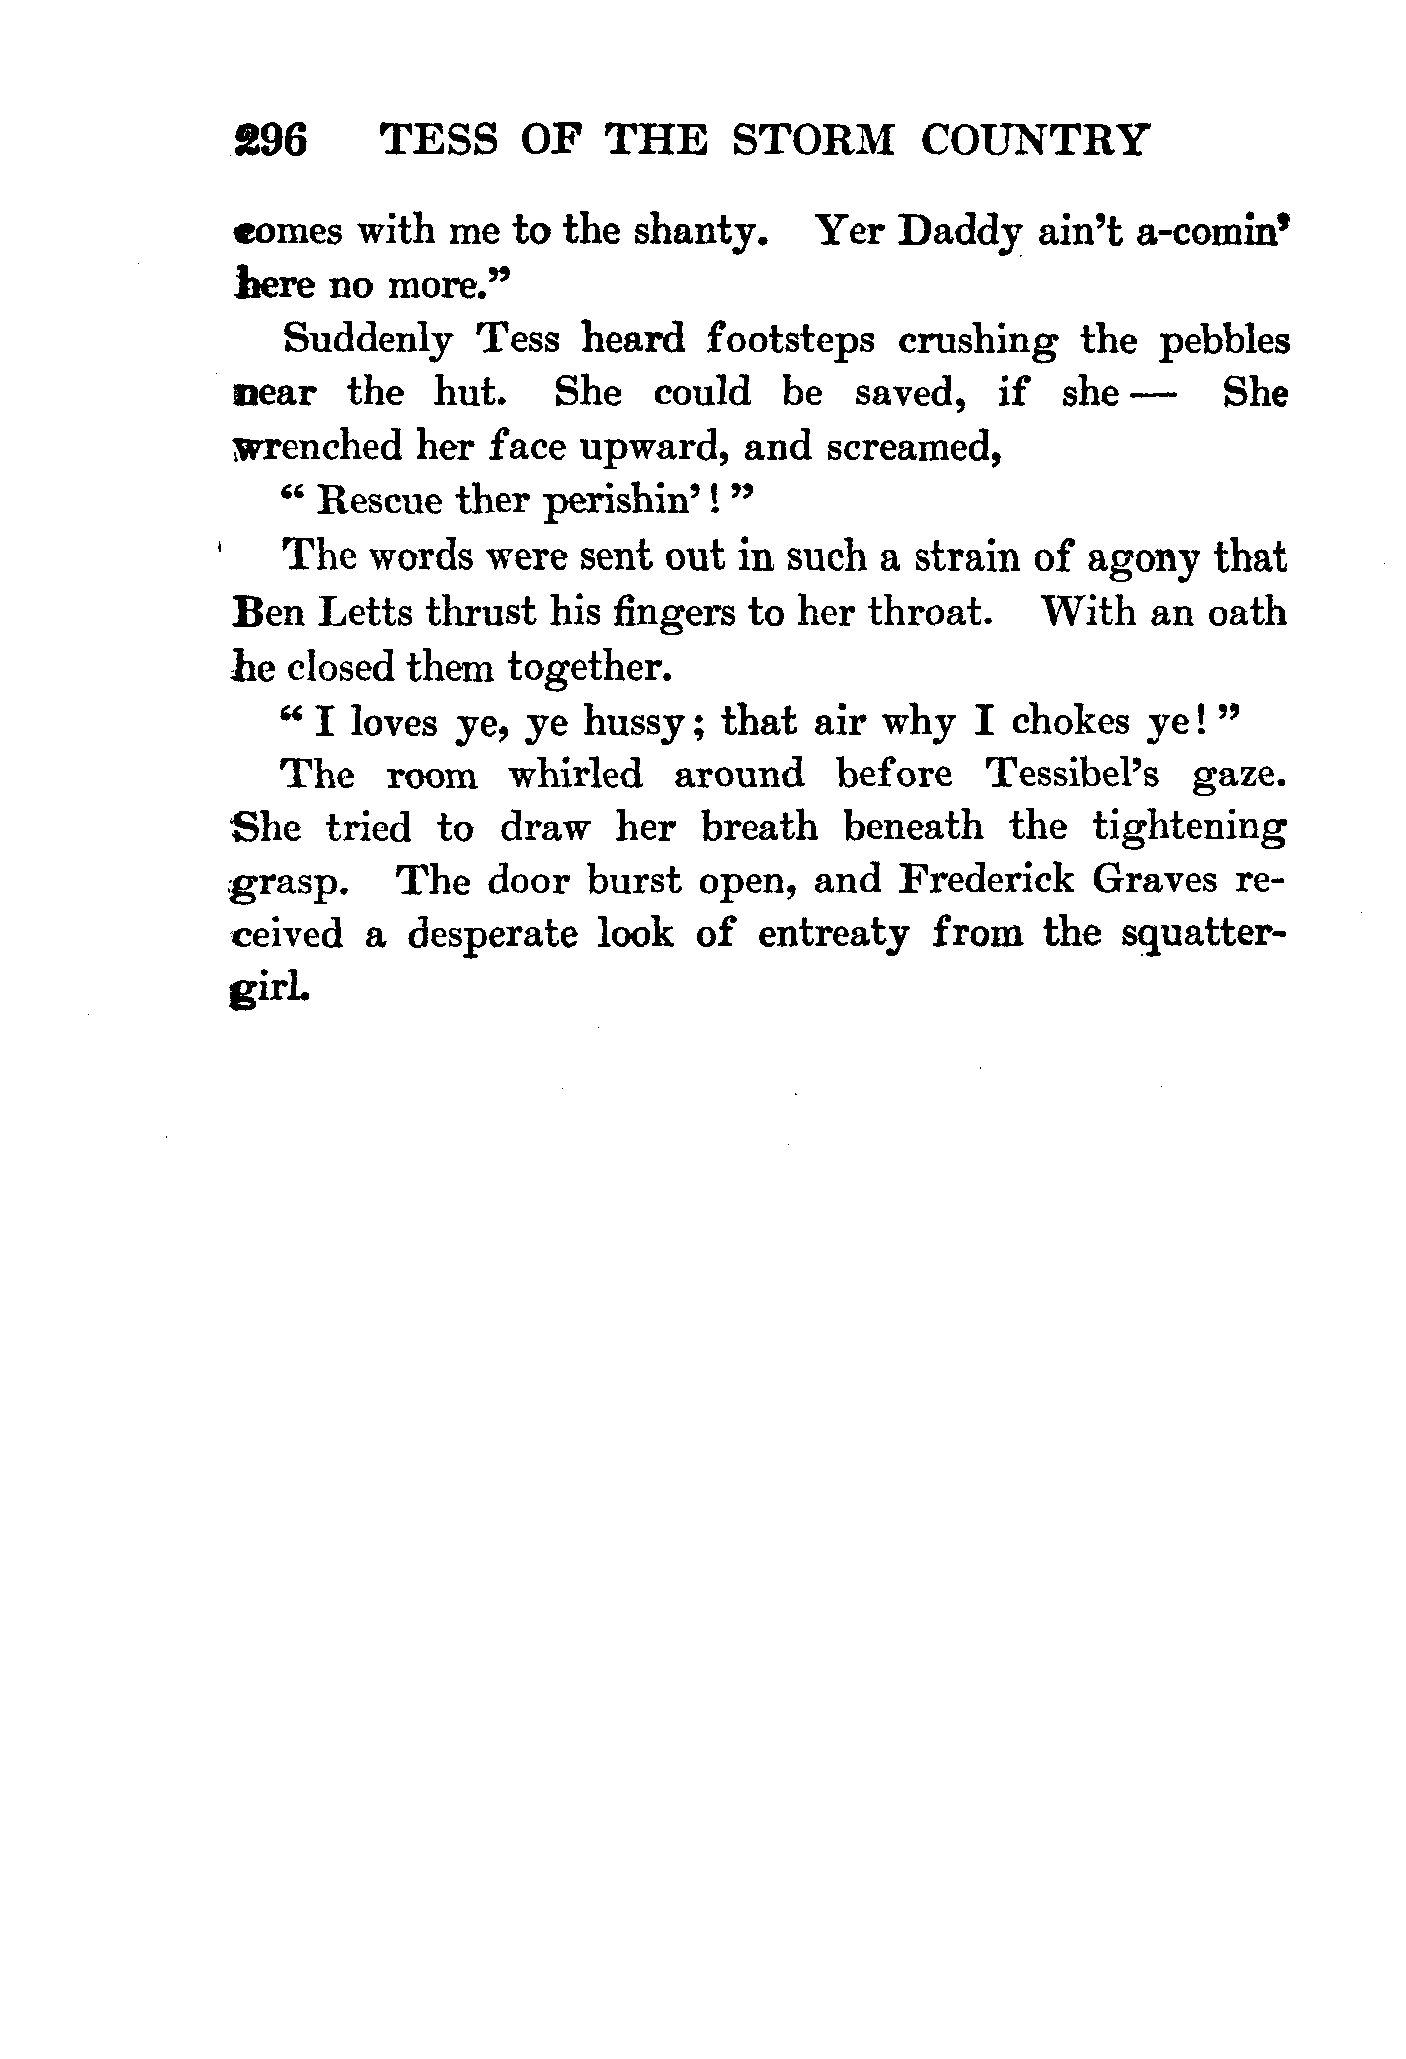 296 TESS OF THE STORM COUNTRY
comes with me to the shanty. Yer Daddy ain't a-comin'
here no more."
Suddenly Tess heard footsteps crushing the pebbles
near the hut. She could be saved, if she— She
wrenched her face upward, and screamed,
"Rescue ther perishin'!"
The words were sent out in such a strain of agony that
Ben Letts thrust his fingers to her throat. With an oath
he closed them together.
"I loves ye, ye hussy; that air why I chokes ye!"
The room whirled around before Tessibel's gaze.
She tried to draw her breath beneath the tightening
grasp. The door burst open, and Frederick Graves re-
ceived a desperate look of entreaty from the squatter-
girl.